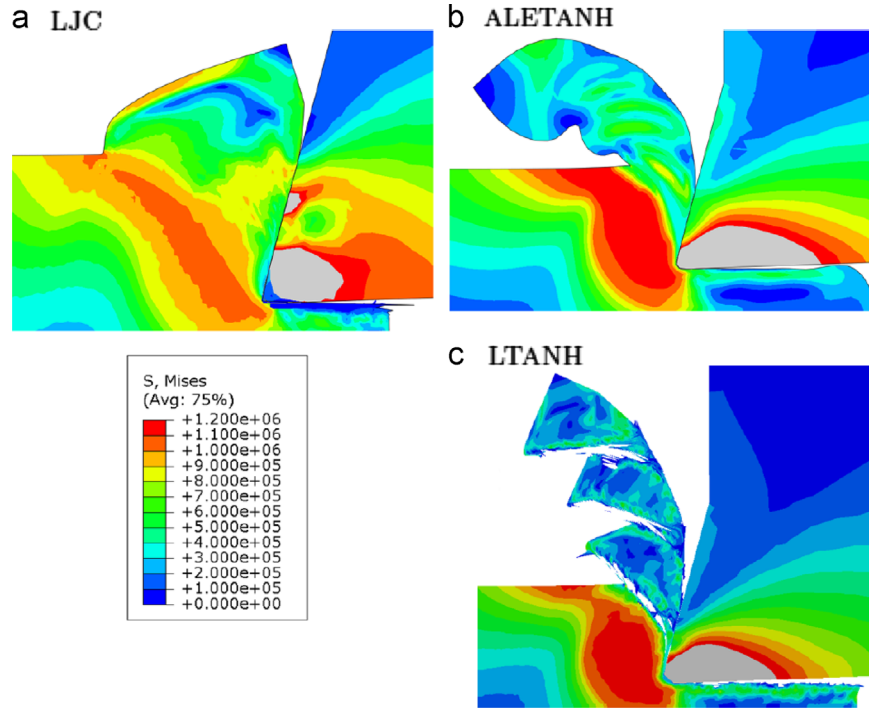 a LJC
b ALETANH
S, Mises
(Avg: 75%)
+1.200e+06
+1.100e+06
+1.000e+06
+9.000e+05
+8.000e+05
+7.000e+05
+6.000e+05
+5.000e+05
+4.000e+05
+3.000e+05
+2.000e+05
+1.000e+05
+0.000e+00
c LTANH